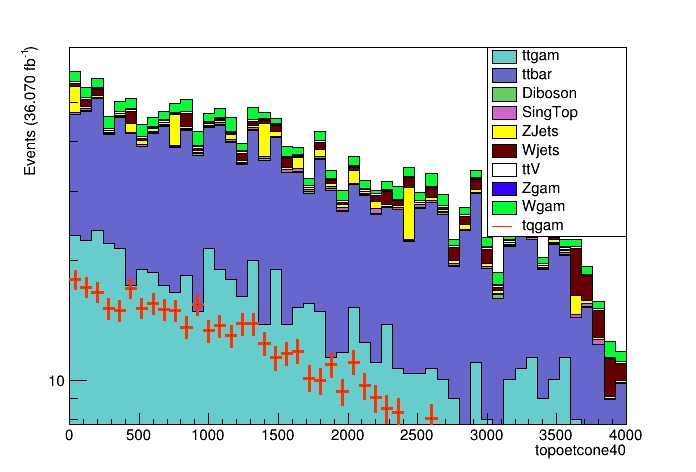 Events (36.070 fb⁻¹)
ttgam
ttbar
Diboson
SingTop
ZJets
Wjets
ttV
Zgam
Wgam
tqgam
10
0 500 1000 1500 2000 2500 3000 3500 4000
topoetcone40